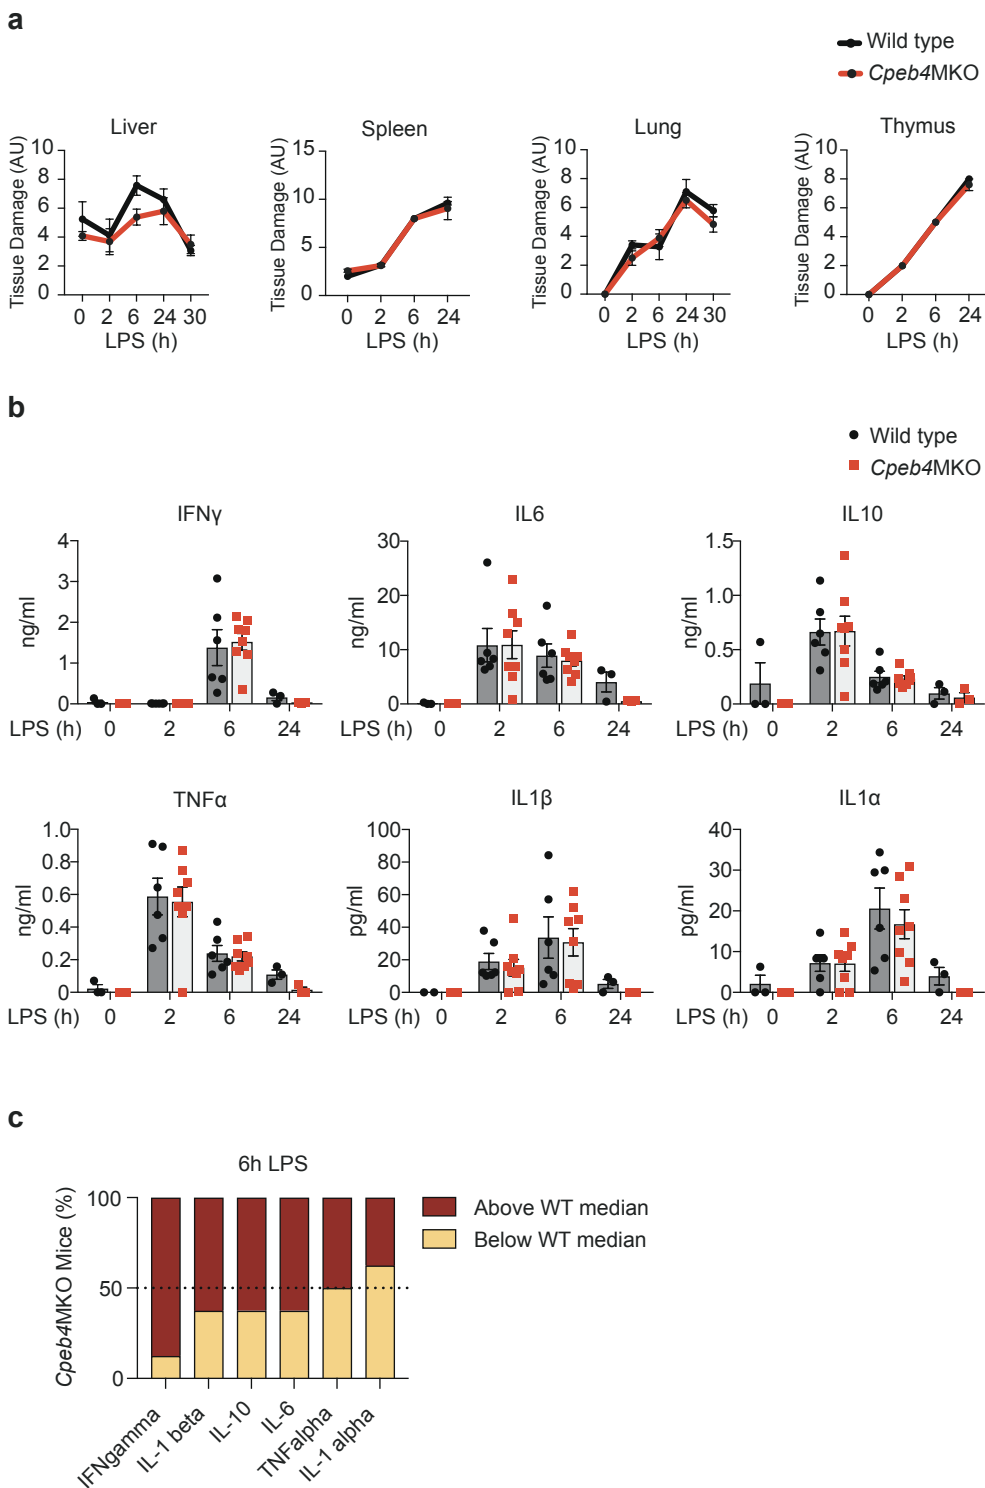 a
Wild type
Cpeb4MKO
Liver
Spleen
Lung
Thymus
Tissue Damage (AU)
10
8
6
4
2
0
0 2 6 24 30
LPS (h)
Tissue Damage (AU)
15
10
5
0
0 2 6 24
LPS (h)
Tissue Damage (AU)
10
8
6
4
2
0
0 2 6 24 30
LPS (h)
Tissue Damage (AU)
10
8
6
4
2
0
0 2 6 24
LPS (h)
b
Wild type
Cpeb4MKO
IFNγ
ng/ml
4
3
2
1
0
LPS (h) 0 2 6 24
IL6
ng/ml
30
20
10
0
LPS (h) 0 2 6 24
IL10
ng/ml
1.5
1.0
0.5
0
LPS (h) 0 2 6 24
TNFα
ng/ml
1.0
0.8
0.6
0.4
0.2
0
LPS (h) 0 2 6 24
IL1β
pg/ml
100
80
60
40
20
0
LPS (h) 0 2 6 24
IL1α
pg/ml
40
30
20
10
0
LPS (h) 0 2 6 24
c
6h LPS
Cpeb4MKO Mice (%)
100
50
0
Above WT median
Below WT median
IFNgamma
IL-1 beta
IL-10
IL-6
TNFalpha
IL-1 alpha